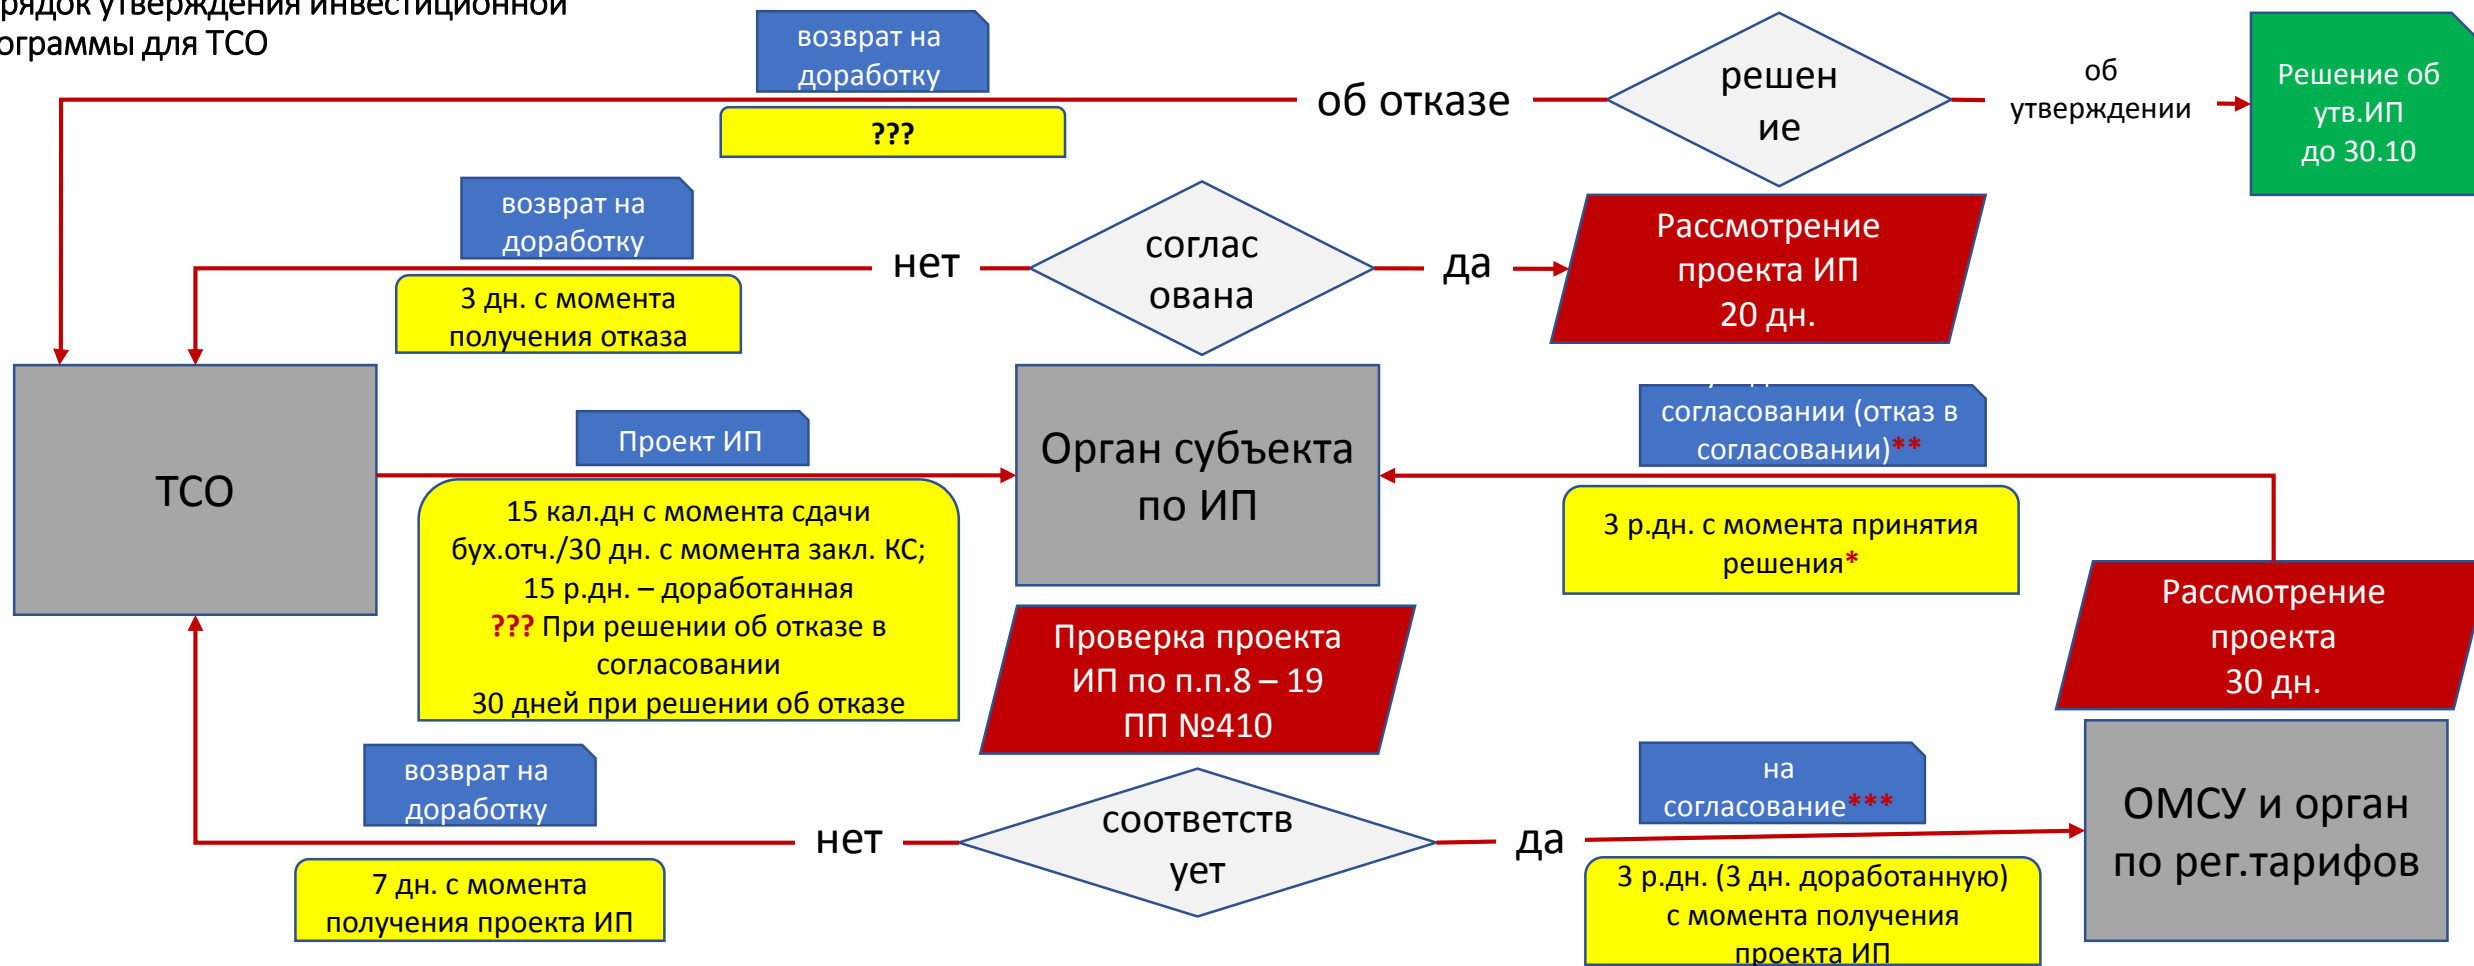 рядок утверждения инвестиционной
ограммы для ТСО
возврат на
доработку
???
об отказе
решен
ие
об
утверждении
Решение об
утв.ИП
до 30.10
возврат на
доработку
3 дн. с момента
получения отказа
нет
соглас
ована
да
Рассмотрение
проекта ИП
20 дн.
ТСО
Проект ИП
15 кал.дн с момента сдачи
бух.отч./30 дн. с момента закл. КС;
15 р.дн. – доработанная
??? При решении об отказе в
согласовании
30 дней при решении об отказе
Орган субъекта
по ИП
согласовании (отказ в
согласовании)**
3 р.дн. с момента принятия
решения*
Рассмотрение
проекта
30 дн.
Проверка проекта
ИП по п.п.8 – 19
ПП №410
возврат на
доработку
7 дн. с момента
получения проекта ИП
нет
соответств
ует
да
на
согласование***
3 р.дн. (3 дн. доработанную)
с момента получения
проекта ИП
ОМСУ и орган
по рег.тарифов